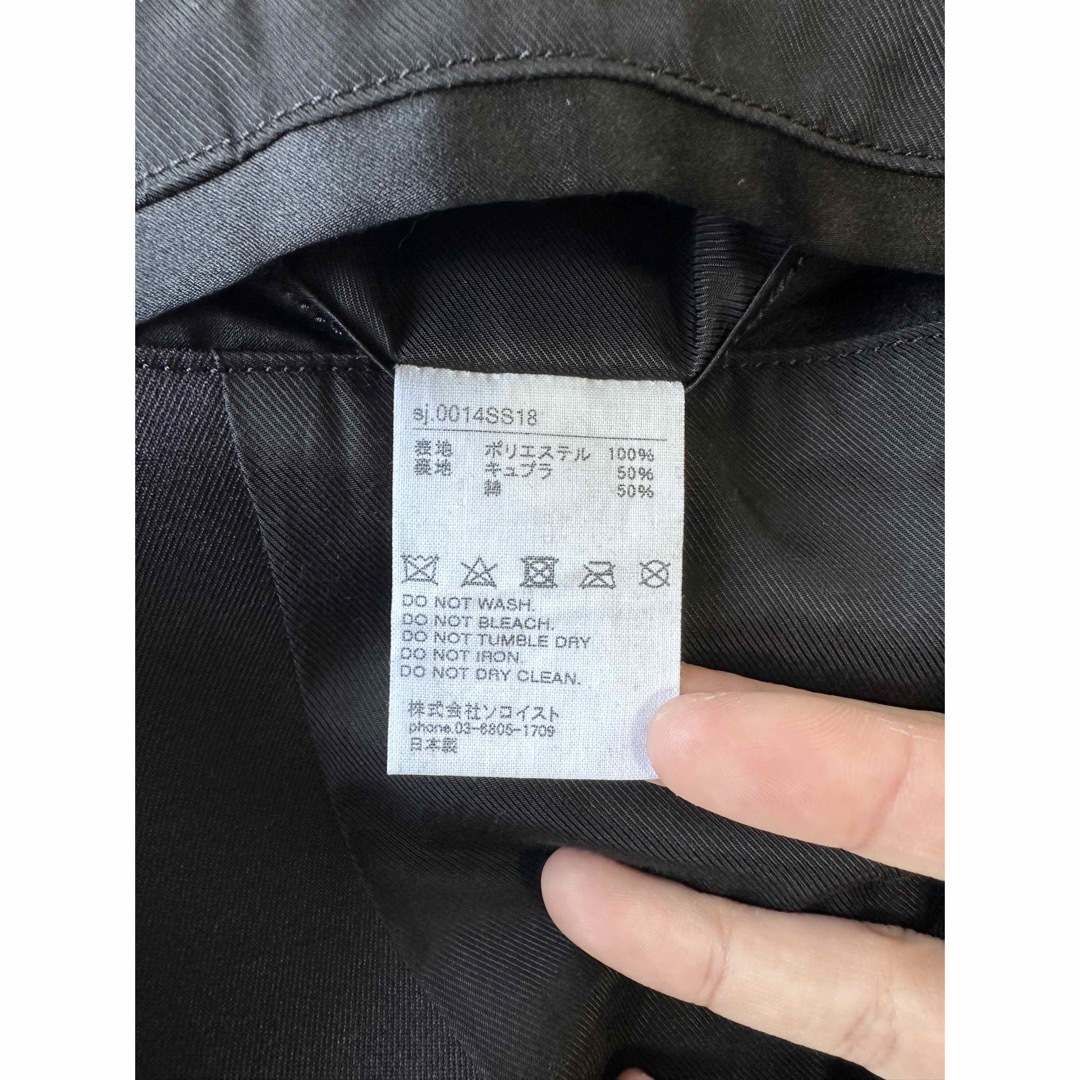 sj.0014SS18
表地 ポリエステル 100%
裏地 キュプラ 50%
綿 50%
DO NOT WASH.
DO NOT BLEACH.
DO NOT TUMBLE DRY
DO NOT IRON.
DO NOT DRY CLEAN.
株式会社ソロイスト
phone.03-6805-1709
日本製